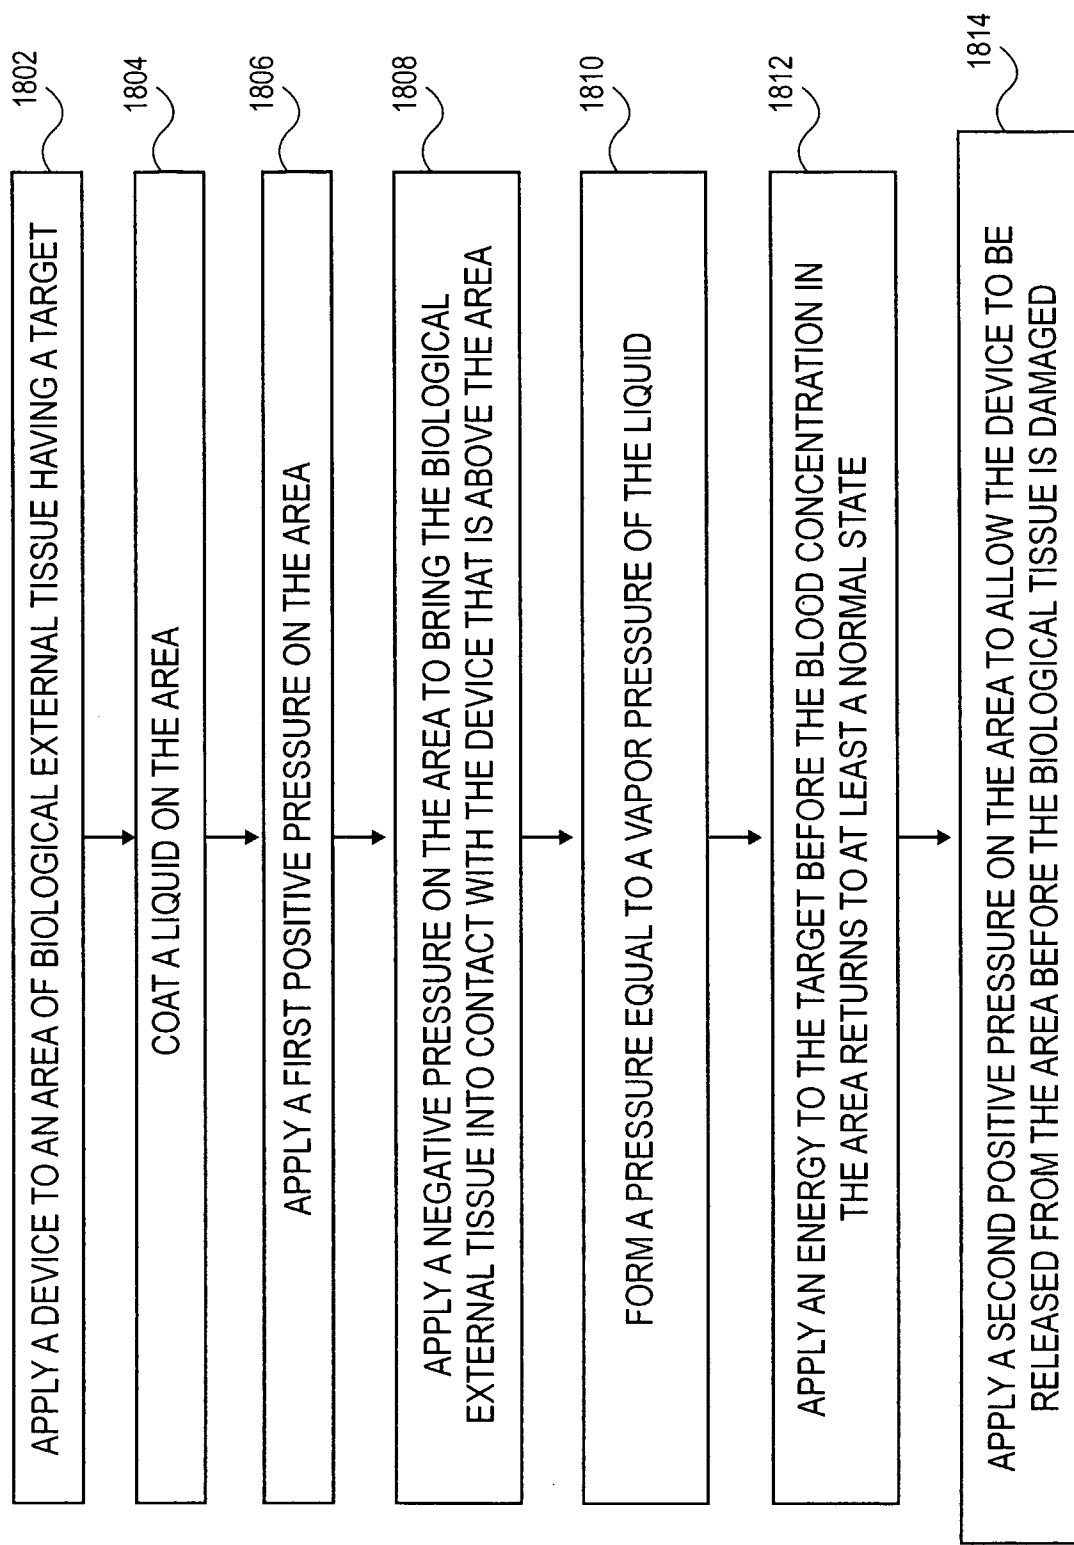 1802
APPLY A DEVICE TO AN AREA OF BIOLOGICAL EXTERNAL TISSUE HAVING A TARGET
1804
COAT A LIQUID ON THE AREA
1806
APPLY A FIRST POSITIVE PRESSURE ON THE AREA
1808
APPLY A NEGATIVE PRESSURE ON THE AREA TO BRING THE BIOLOGICAL
EXTERNAL TISSUE INTO CONTACT WITH THE DEVICE THAT IS ABOVE THE AREA
1810
FORM A PRESSURE EQUAL TO A VAPOR PRESSURE OF THE LIQUID
1812
APPLY AN ENERGY TO THE TARGET BEFORE THE BLOOD CONCENTRATION IN
THE AREA RETURNS TO AT LEAST A NORMAL STATE
1814
APPLY A SECOND POSITIVE PRESSURE ON THE AREA TO ALLOW THE DEVICE TO BE
RELEASED FROM THE AREA BEFORE THE BIOLOGICAL TISSUE IS DAMAGED